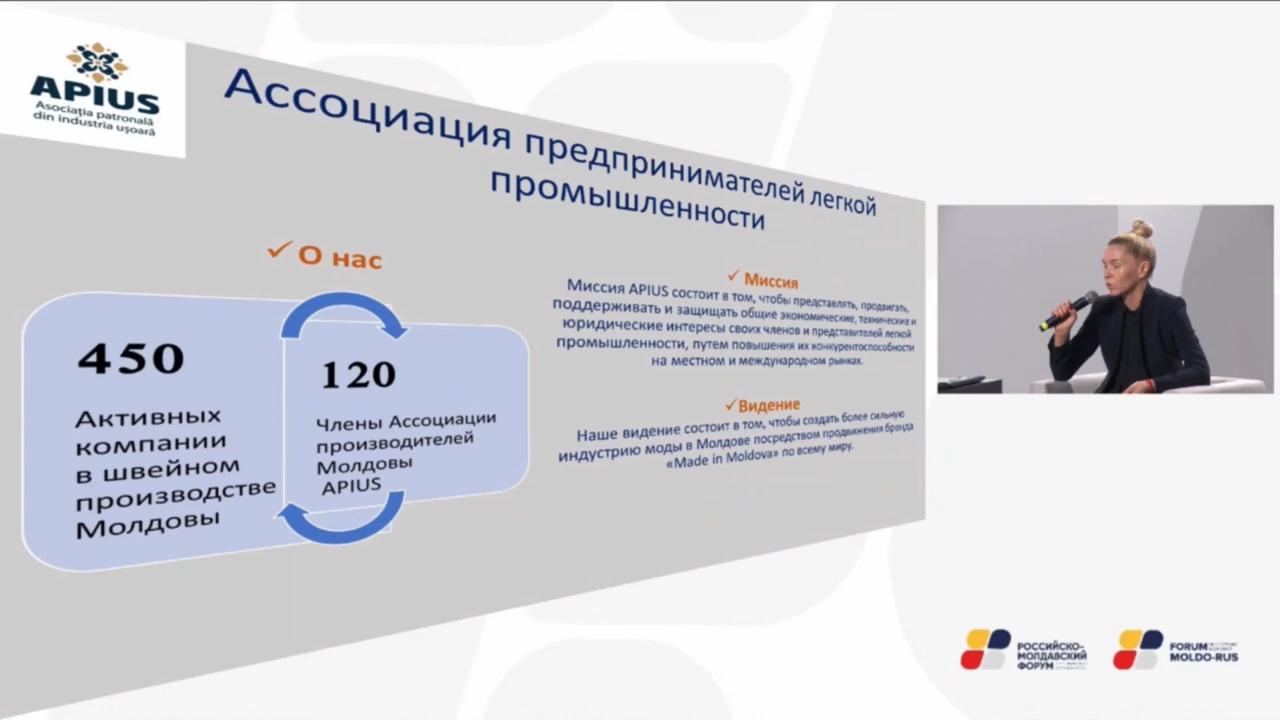 APIUS
Asociația patronală
din industria ușoară
Ассоциация предпринимателей легкой
промышленности
О нас
450
Активных
компании
в швейном
производстве
Молдовы
120
Члены Ассоциации
производителей
Молдовы
APIUS
Миссия
Миссия APIUS состоит в том, чтобы представлять, продвигать,
поддерживать и защищать общие экономические, технические и
юридические интересы своих членов и представителей легкой
промышленности, путем повышения их конкурентоспособности
на местном и международном рынках.
Видение
Наше видение состоит в том, чтобы создать более сильную
индустрию моды в Молдове посредством продвижения бренда
«Made in Moldova» по всему миру.
РОССИЙСКО-
МОЛДАВСКИЙ
ФОРУМ
FORUM
MOLDO-RUS